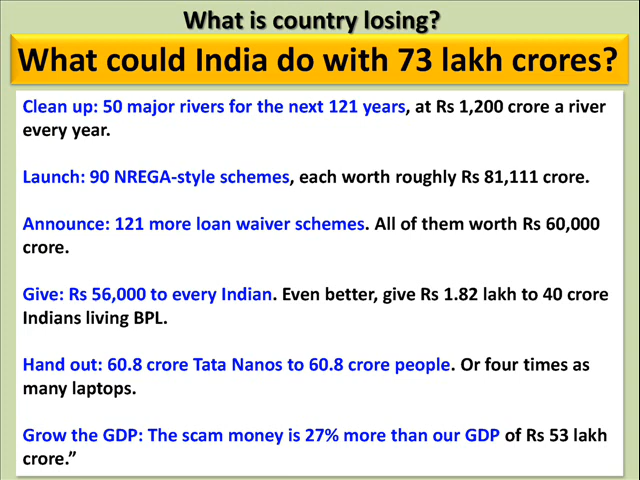 What is country losing?
What could India do with 73 lakh crores?
Clean up: 50 major rivers for the next 121 years, at Rs 1,200 crore a river
every year.
Launch: 90 NREGA-style schemes, each worth roughly Rs 81,111 crore.
Announce: 121 more loan waiver schemes. All of them worth Rs 60,000
crore.
Give: Rs 56,000 to every Indian. Even better, give Rs 1.82 lakh to 40 crore
Indians living BPL.
Hand out: 60.8 crore Tata Nanos to 60.8 crore people. Or four times as
many laptops.
Grow the GDP: The scam money is 27% more than our GDP of Rs 53 lakh
crore.”